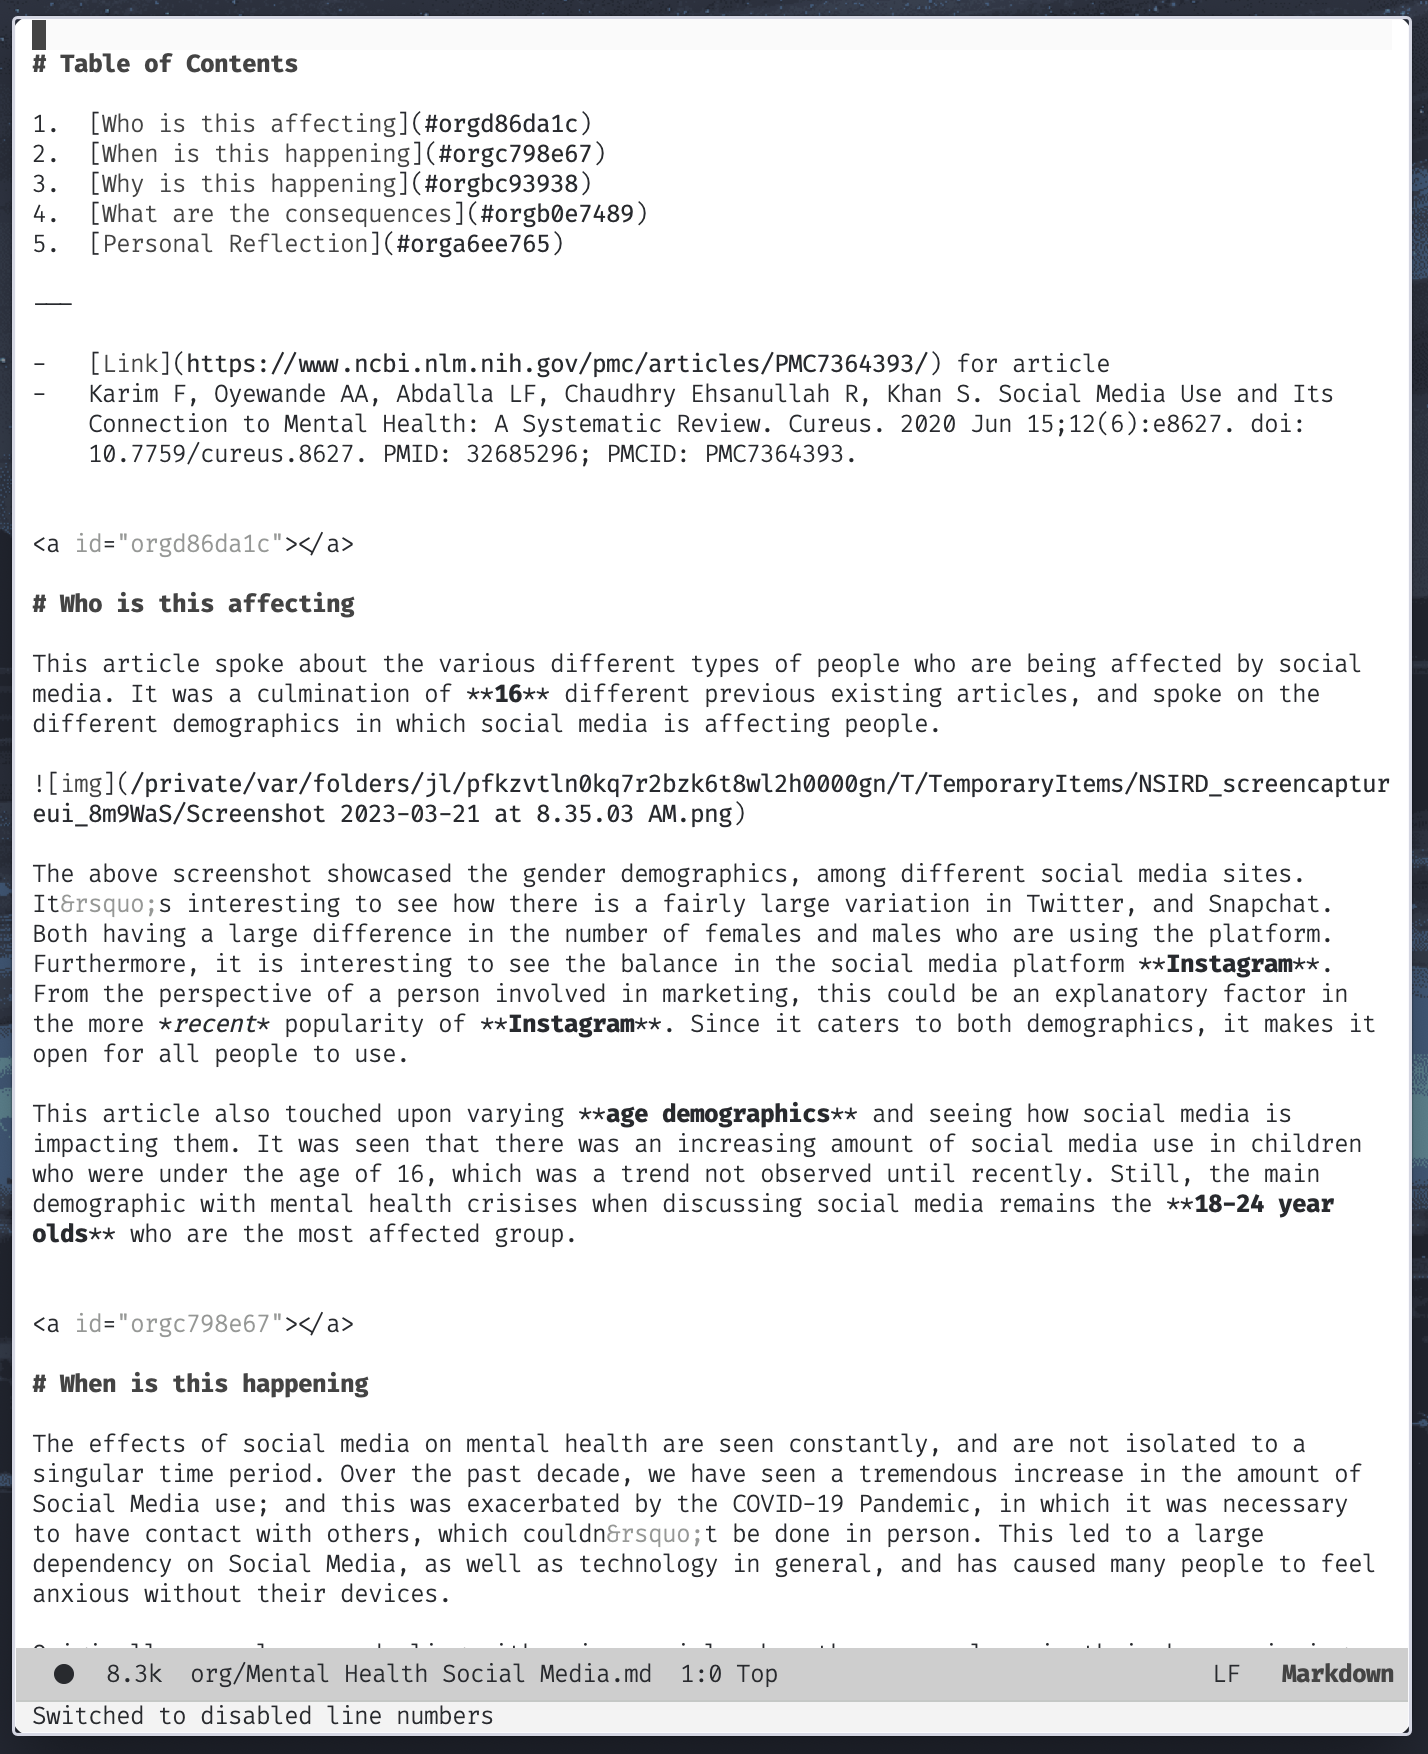 # Table of Contents
1. [Who is this affecting](#orgd86da1c)
2. [When is this happening](#orgc798e67)
3. [Why is this happening](#orgbc93938)
4. [What are the consequences](#orgb0e7489)
5. [Personal Reflection](#orga6ee765)
---
- [Link](https://www.ncbi.nlm.nih.gov/pmc/articles/PMC7364393/) for article
- Karim F, Oyewande AA, Abdalla LF, Chaudhry Ehsanullah R, Khan S. Social Media Use and Its
Connection to Mental Health: A Systematic Review. Cureus. 2020 Jun 15;12(6):e8627. doi:
10.7759/cureus.8627. PMID: 32685296; PMCID: PMC7364393.
<a id="orgd86da1c"></a>
# Who is this affecting
This article spoke about the various different types of people who are being affected by social
media. It was a culmination of **16** different previous existing articles, and spoke on the
different demographics in which social media is affecting people.
![img](/private/var/folders/jl/pfkzvtln0kq7r2bzk6t8wl2h0000gn/T/TemporaryItems/NSIRD_screencaptur
eui_8m9WaS/Screenshot 2023-03-21 at 8.35.03 AM.png)
The above screenshot showcased the gender demographics, among different social media sites.
It&rsquo;s interesting to see how there is a fairly large variation in Twitter, and Snapchat.
Both having a large difference in the number of females and males who are using the platform.
Furthermore, it is interesting to see the balance in the social media platform **Instagram**.
From the perspective of a person involved in marketing, this could be an explanatory factor in
the more *recent* popularity of **Instagram**. Since it caters to both demographics, it makes it
open for all people to use.
This article also touched upon varying **age demographics** and seeing how social media is
impacting them. It was seen that there was an increasing amount of social media use in children
who were under the age of 16, which was a trend not observed until recently. Still, the main
demographic with mental health crisises when discussing social media remains the **18-24 year
olds** who are the most affected group.
<a id="orgc798e67"></a>
# When is this happening
The effects of social media on mental health are seen constantly, and are not isolated to a
singular time period. Over the past decade, we have seen a tremendous increase in the amount of
Social Media use; and this was exacerbated by the COVID-19 Pandemic, in which it was necessary
to have contact with others, which couldn&rsquo;t be done in person. This led to a large
dependency on Social Media, as well as technology in general, and has caused many people to feel
anxious without their devices.
8.3k org/Mental Health Social Media.md 1:0 Top LF Markdown
Switched to disabled line numbers